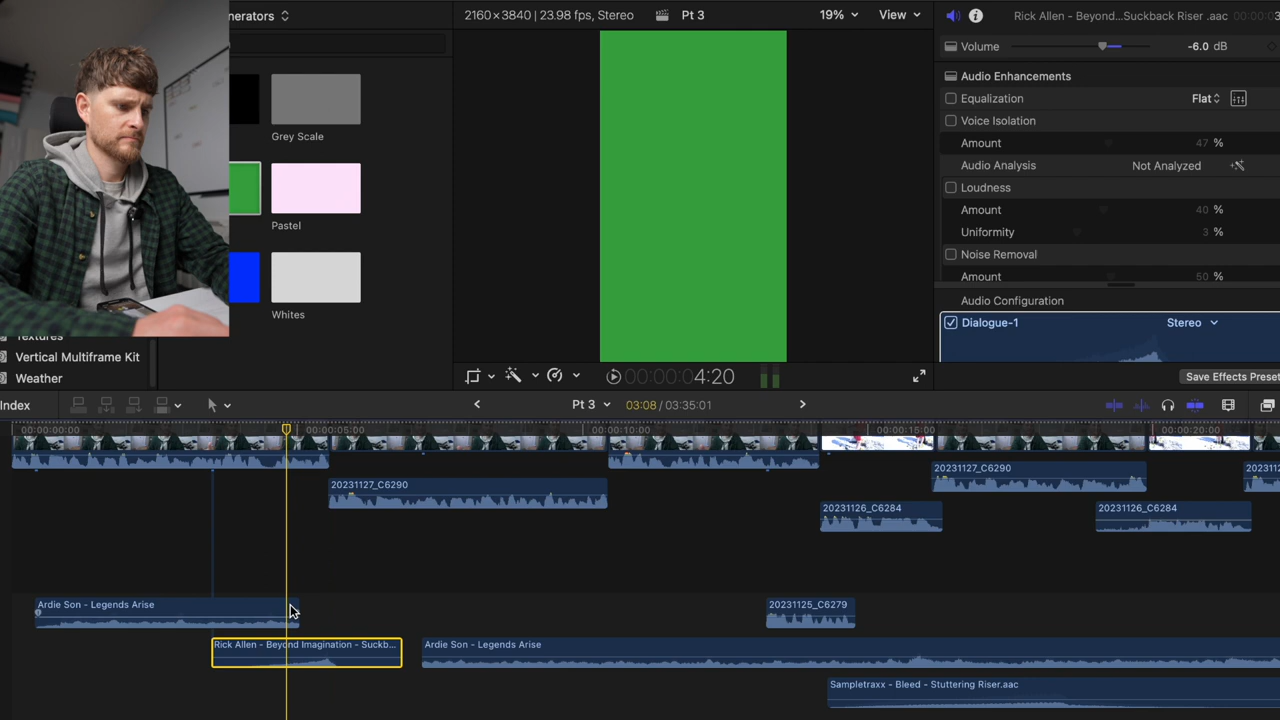 nerators
2160×3840 | 23.98 fps, Stereo
Pt 3
19%
View
Rick Allen - Beyond...Suckback Riser .aac
Volume
-6.0 dB
Audio Enhancements
Equalization
Flat
Voice Isolation
Amount
47 %
Audio Analysis
Not Analyzed
Loudness
Amount
40 %
Uniformity
3 %
Noise Removal
Amount
50 %
Audio Configuration
Dialogue-1
Stereo
Save Effects Preset
Grey Scale
Pastel
Whites
Textures
Vertical Multiframe Kit
Weather
00:00:04:20
Index
Pt 3
03:08 / 03:35:01
00:00:00:00
00:00:05:00
00:00:10:00
00:00:15:00
00:00:20:00
20231127_C6290
20231127_C6290
2023112
20231126_C6284
20231126_C6284
Ardie Son - Legends Arise
20231125_C6279
Rick Allen - Beyond Imagination - Suckb...
Ardie Son - Legends Arise
Sampletraxx - Bleed - Stuttering Riser.aac